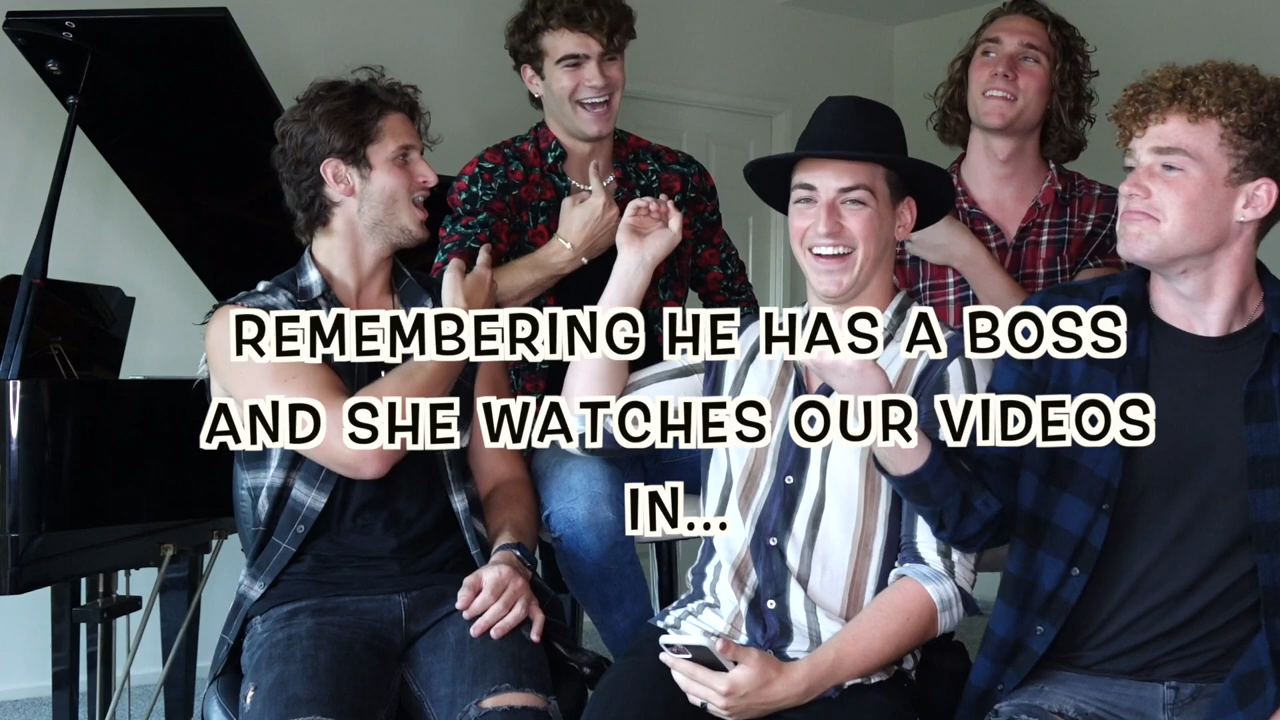 REMEMBERING HE HAS A BOSS
AND SHE WATCHES OUR VIDEOS
IN...